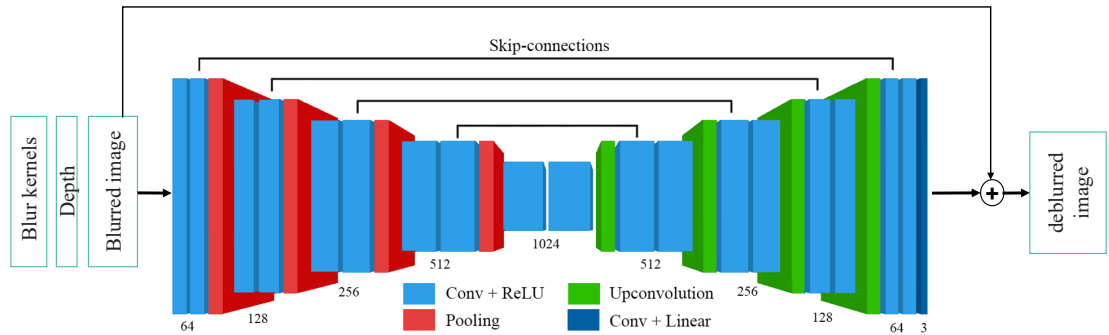 Skip-connections
Blur kernels
Depth
Blurred image
deblurred
image
+
1024
512
512
256
256
128
128
64
64
3
Conv + ReLU
Upconvolution
Pooling
Conv + Linear